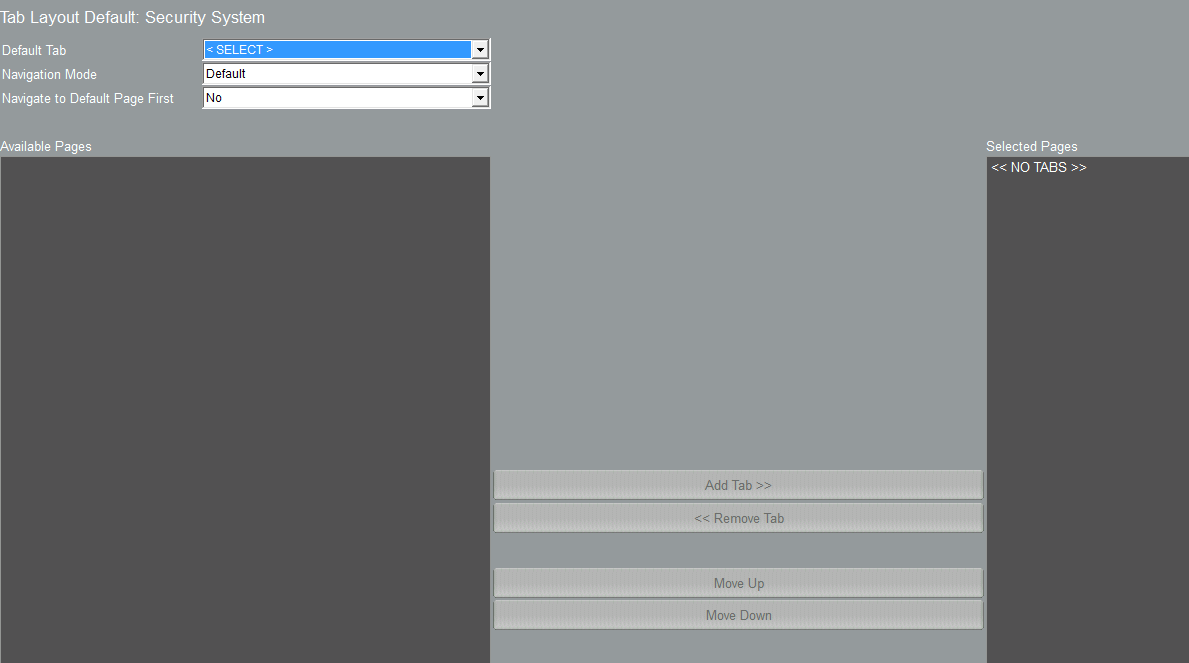 Tab Layout Default: Security System
Default Tab
< SELECT >
Navigation Mode
Default
Navigate to Default Page First
No
Available Pages
Selected Pages
<< NO TABS >>
Add Tab >>
<< Remove Tab
Move Up
Move Down